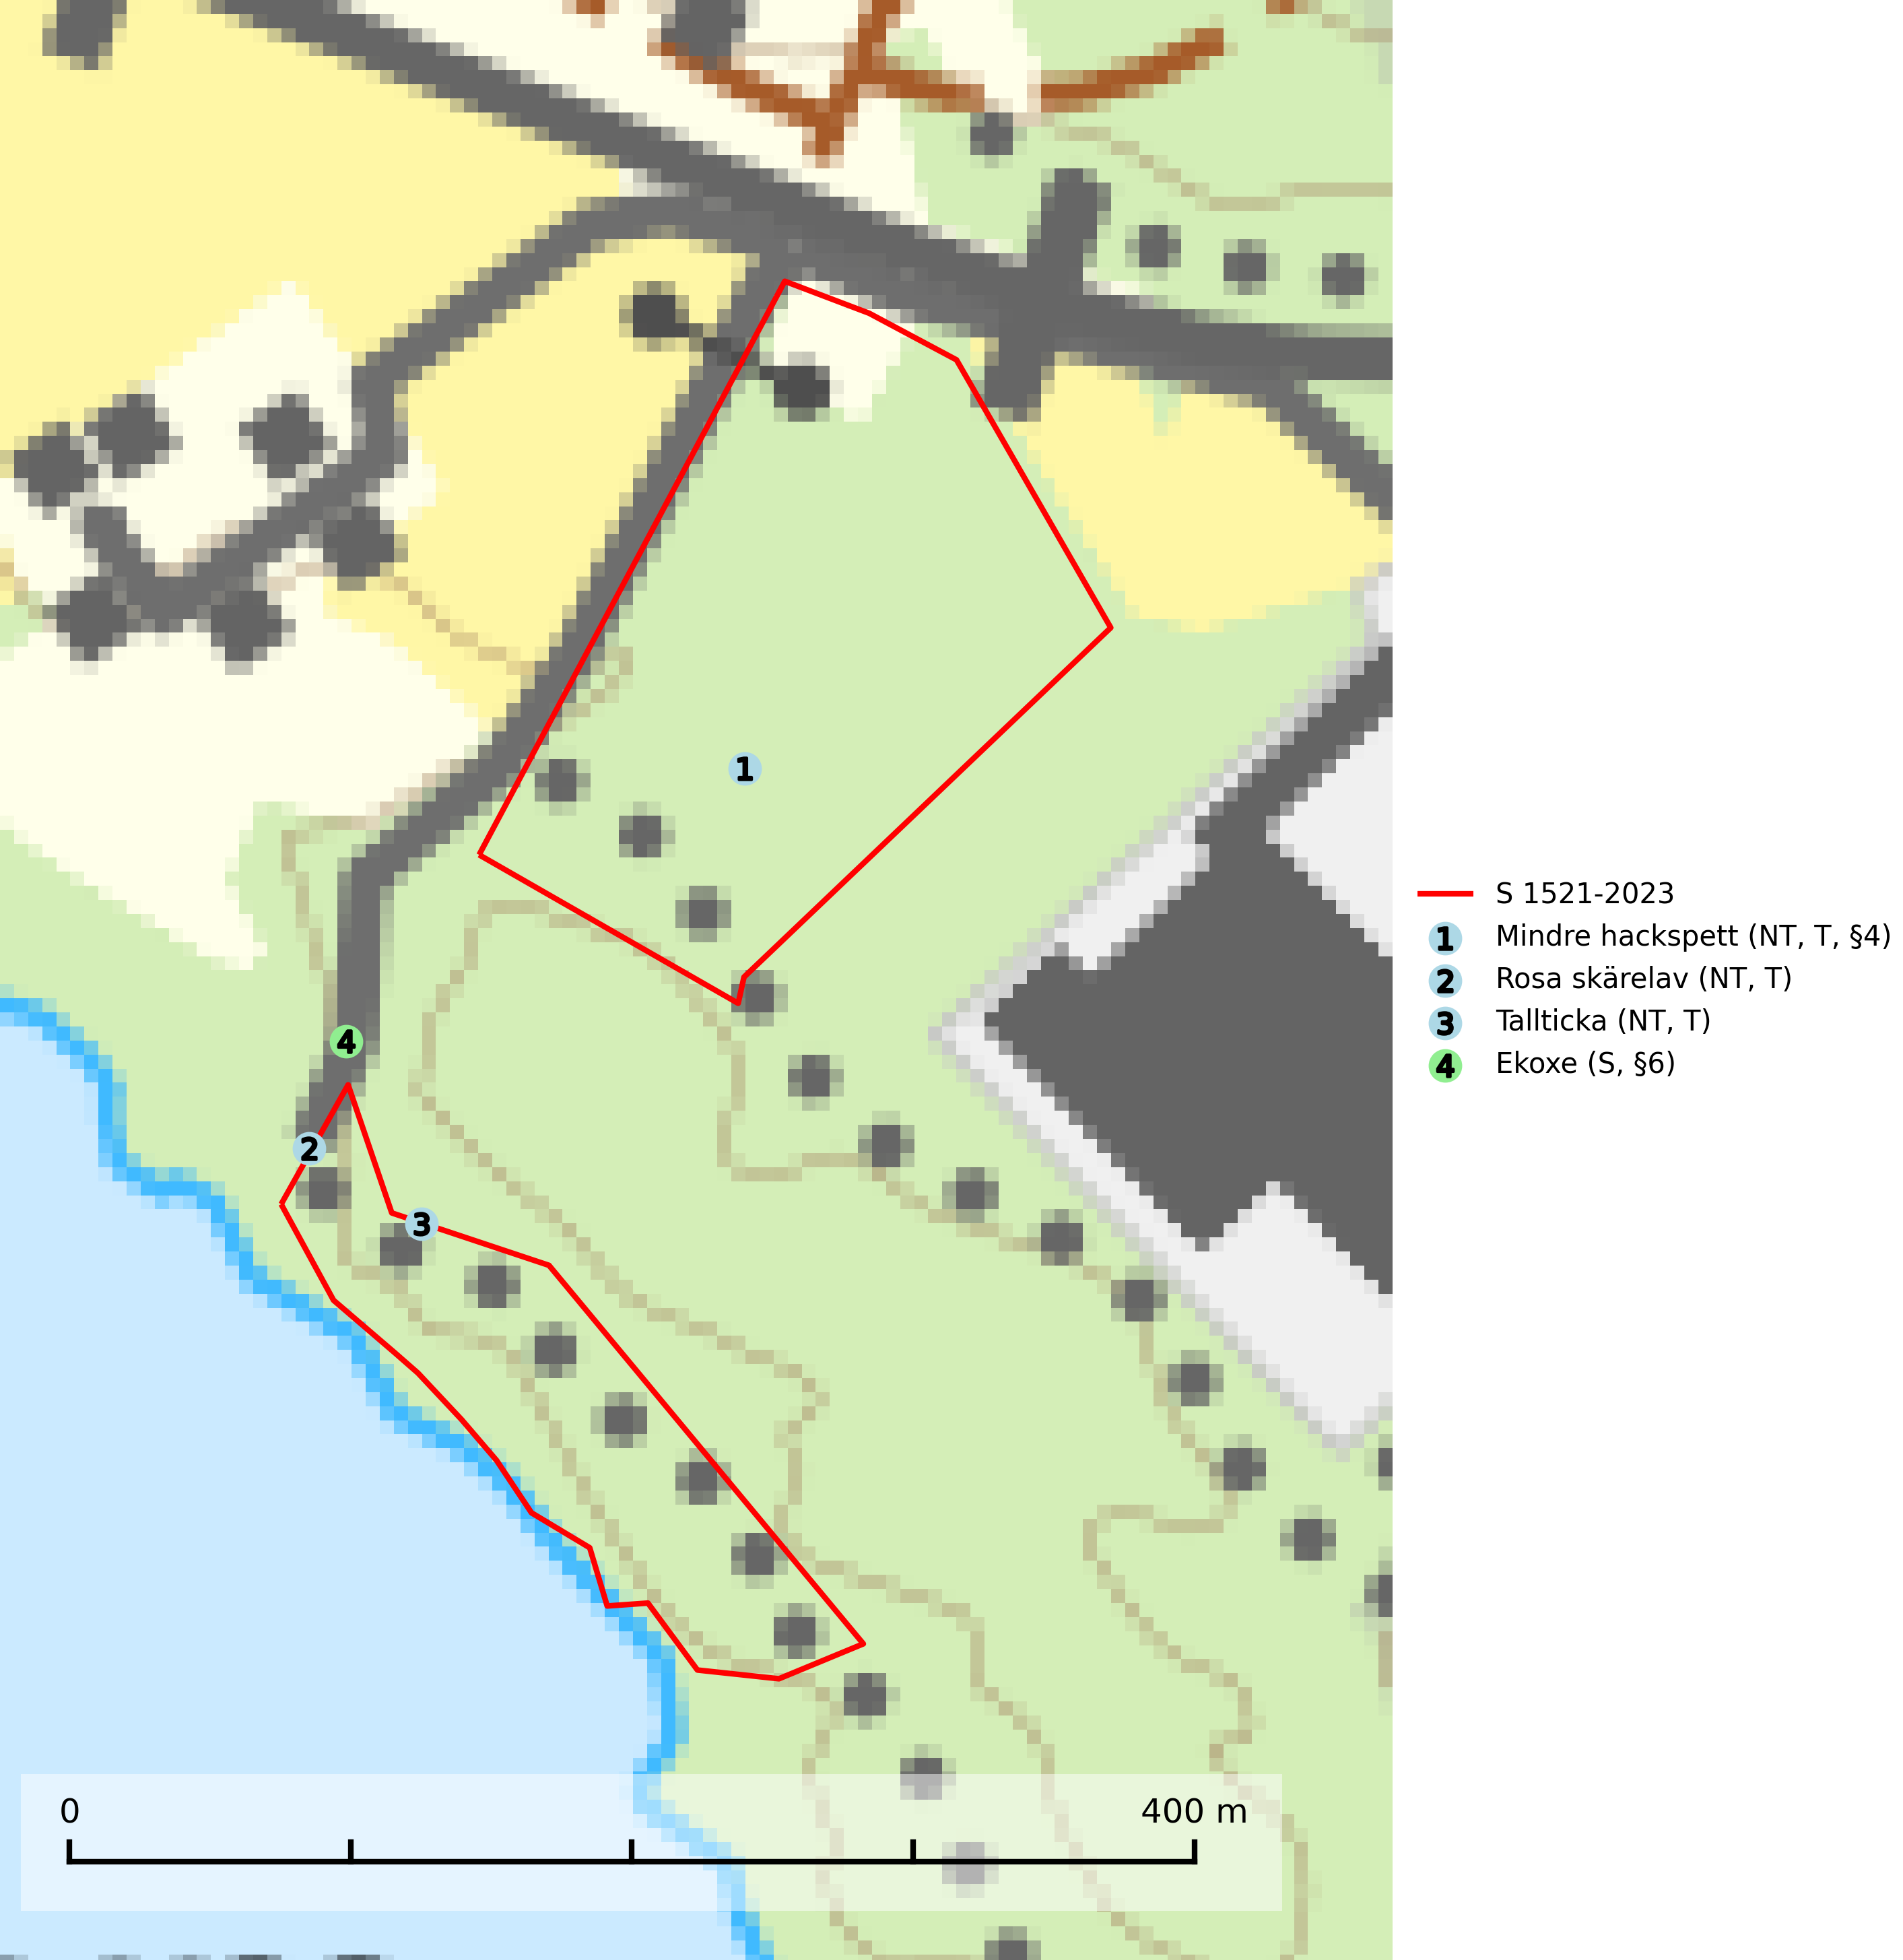 1
4
2
3
S 1521-2023
1 Mindre hackspett (NT, T, §4)
2 Rosa skärelav (NT, T)
3 Tallticka (NT, T)
4 Ekoxe (S, §6)
0 400 m